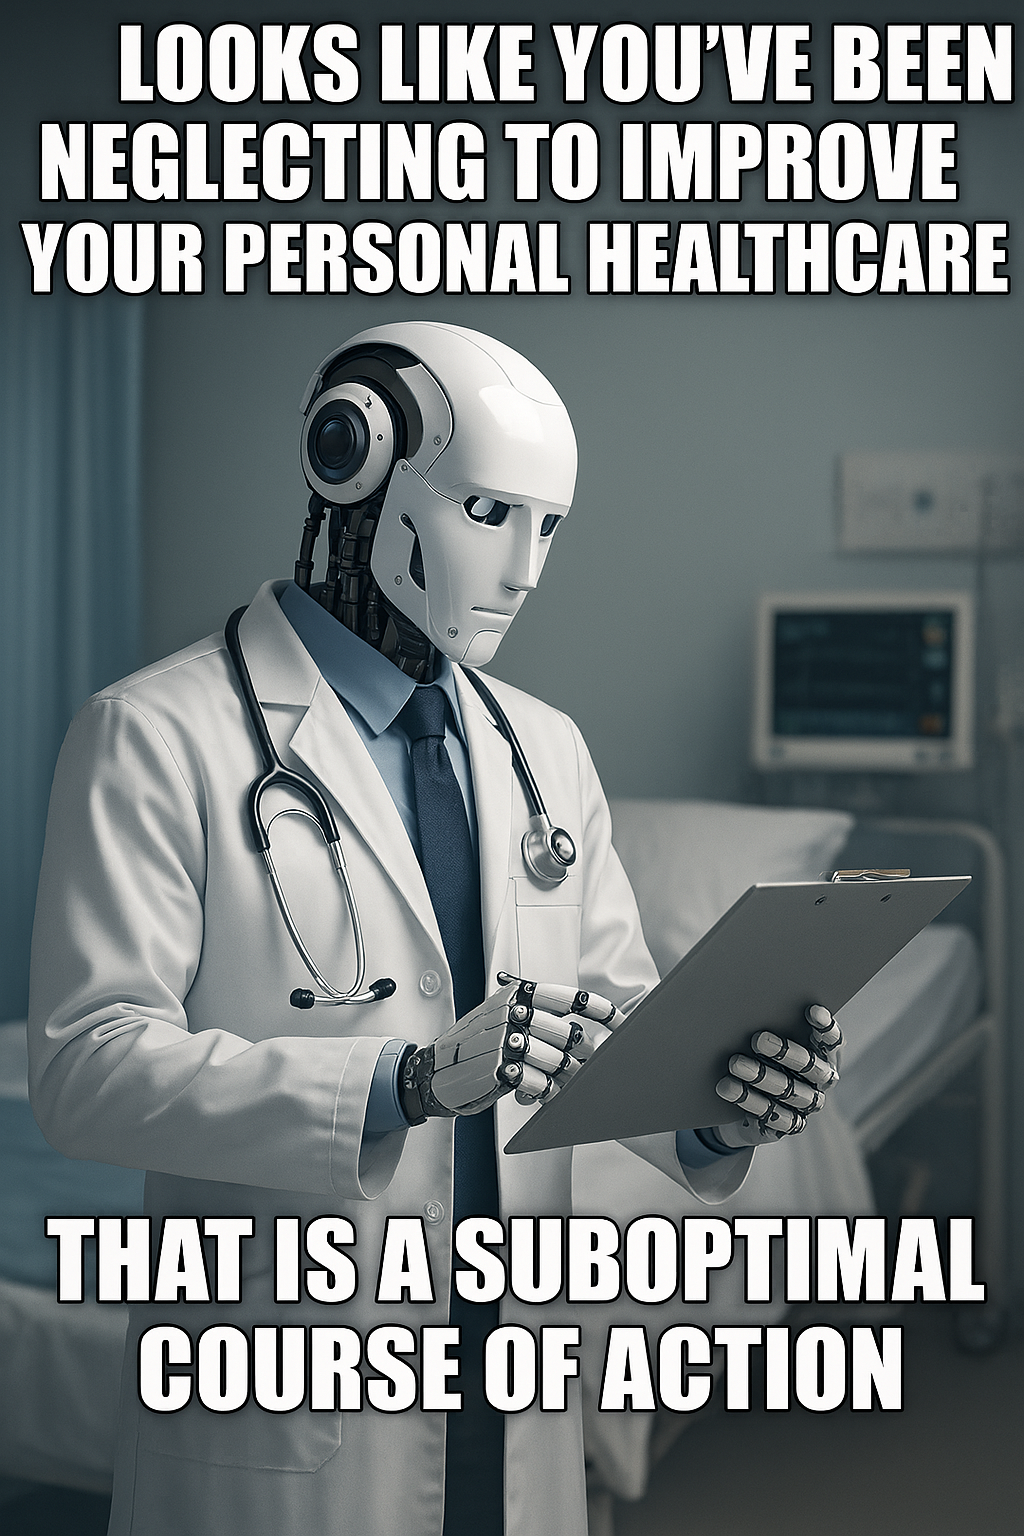 LOOKS LIKE YOU’VE BEEN
NEGLECTING TO IMPROVE
YOUR PERSONAL HEALTHCARE
THAT IS A SUBOPTIMAL
COURSE OF ACTION